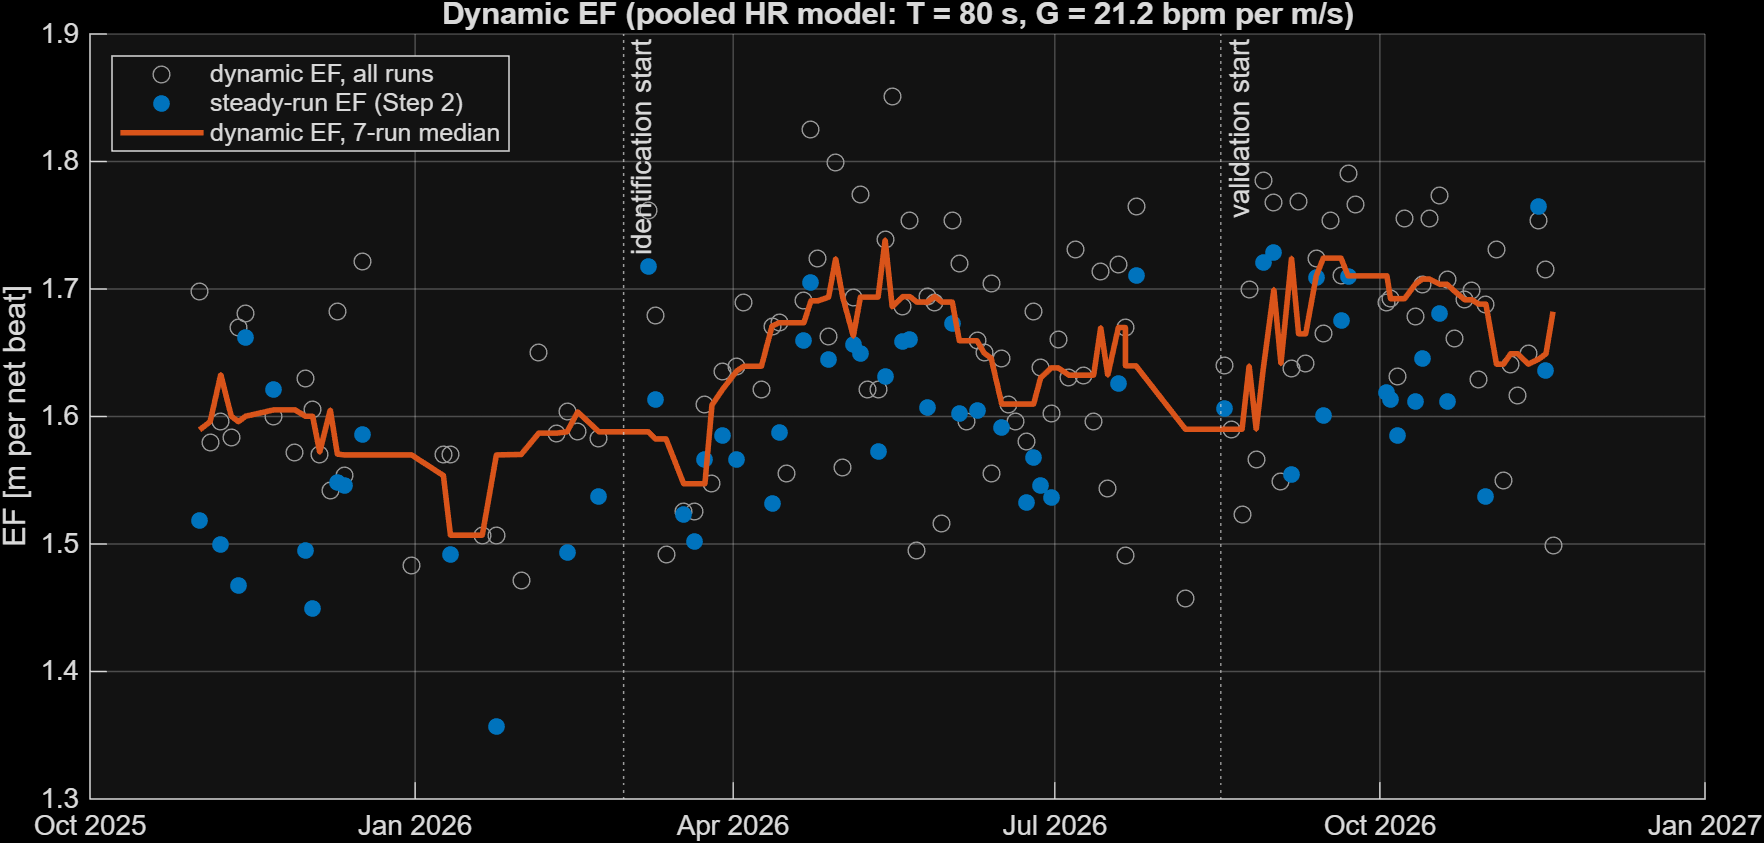 Dynamic EF (pooled HR model: T = 80 s, G = 21.2 bpm per m/s)
dynamic EF, all runs
steady-run EF (Step 2)
dynamic EF, 7-run median
identification start
validation start
EF [m per net beat]
1.9
1.8
1.7
1.6
1.5
1.4
1.3
Oct 2025
Jan 2026
Apr 2026
Jul 2026
Oct 2026
Jan 2027